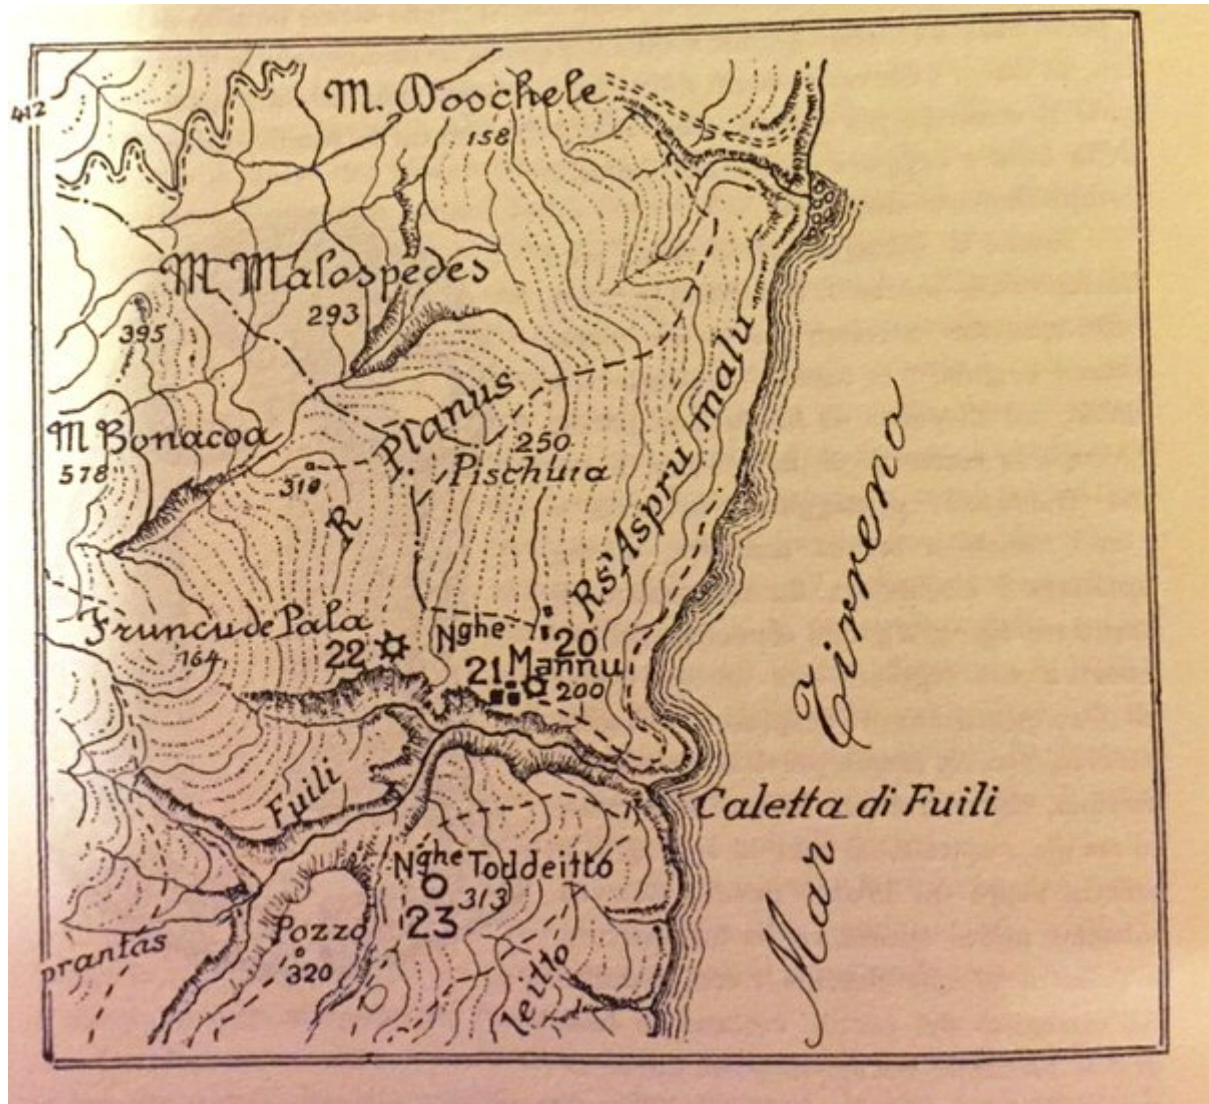 M. Doochele
412
158
M Malospedes
293
395
R Planus
Rs'Aspru malu
M Bonacoa
250
578
Pischina
310
Mar Tirreno
Fruncu de Pala
Nghe
20
164
22
Mannu
21
200
Fuili
Caletta di Fuili
Nghe Toddeitto
313
23
Pozzo
prantas
320
leitto